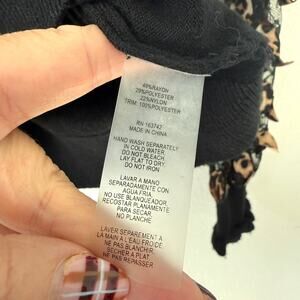 49%RAYON
29%POLYESTER
22%NYLON
TRIM: 100%POLYESTER
RN 163742
MADE IN CHINA
HAND WASH SEPARATELY
IN COLD WATER
DO NOT BLEACH
LAY FLAT TO DRY
DO NOT IRON
LAVAR A MANO
SEPARADAMENTE CON
AGUA FRIA,
NO BLANQUEAR
RECOSTAR PLANAMENTE
PARA SECAR
NO PLANCHE
LAVER SEPAREMENT A
LA MAIN A L'EAU FROIDE
NE PAS BLANCHIR
SECHER A PLAT
NE PAS REPASSER